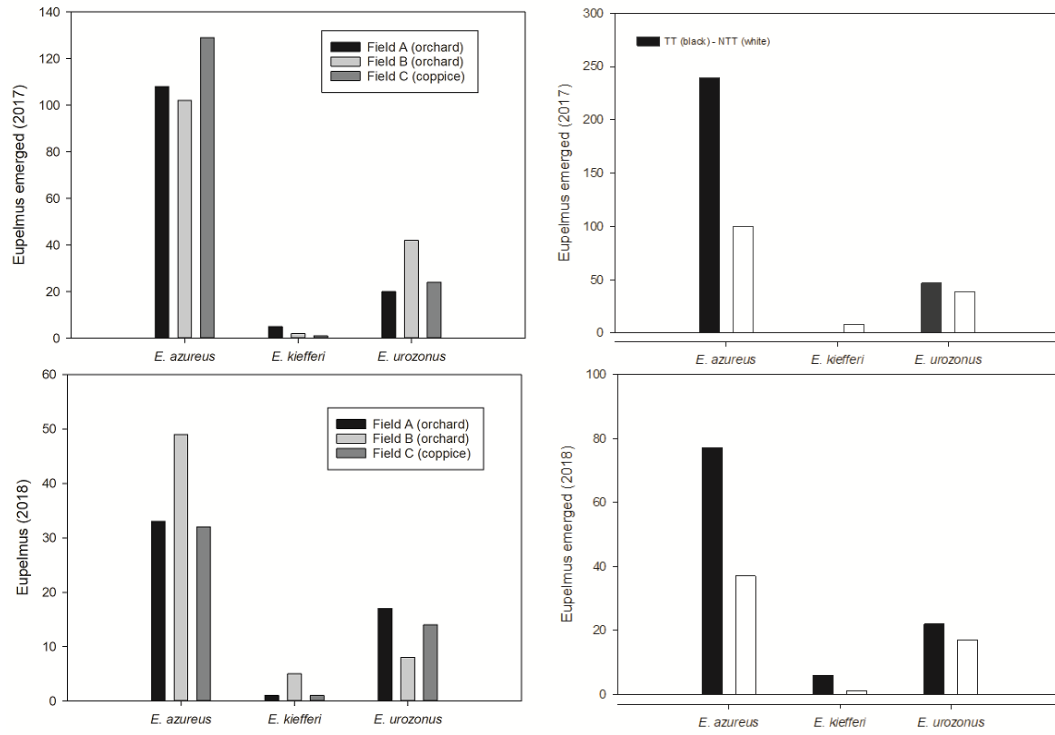 Eupelmus emerged (2017)
140
120
100
80
60
40
20
0
Field A (orchard)
Field B (orchard)
Field C (coppice)
E. azureus
E. kiefferi
E. urozonus
Eupelmus emerged (2017)
300
250
200
150
100
50
0
TT (black) - NTT (white)
E. azureus
E. kiefferi
E. urozonus
Eupelmus (2018)
60
50
40
30
20
10
0
Field A (orchard)
Field B (orchard)
Field C (coppice)
E. azureus
E. kiefferi
E. urozonus
Eupelmus emerged (2018)
100
80
60
40
20
0
E. azureus
E. kiefferi
E. urozonus